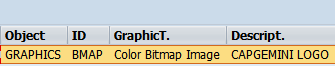 Object ID GraphicT. Descript.
GRAPHICS BMAP Color Bitmap Image CAPGEMINI LOGO